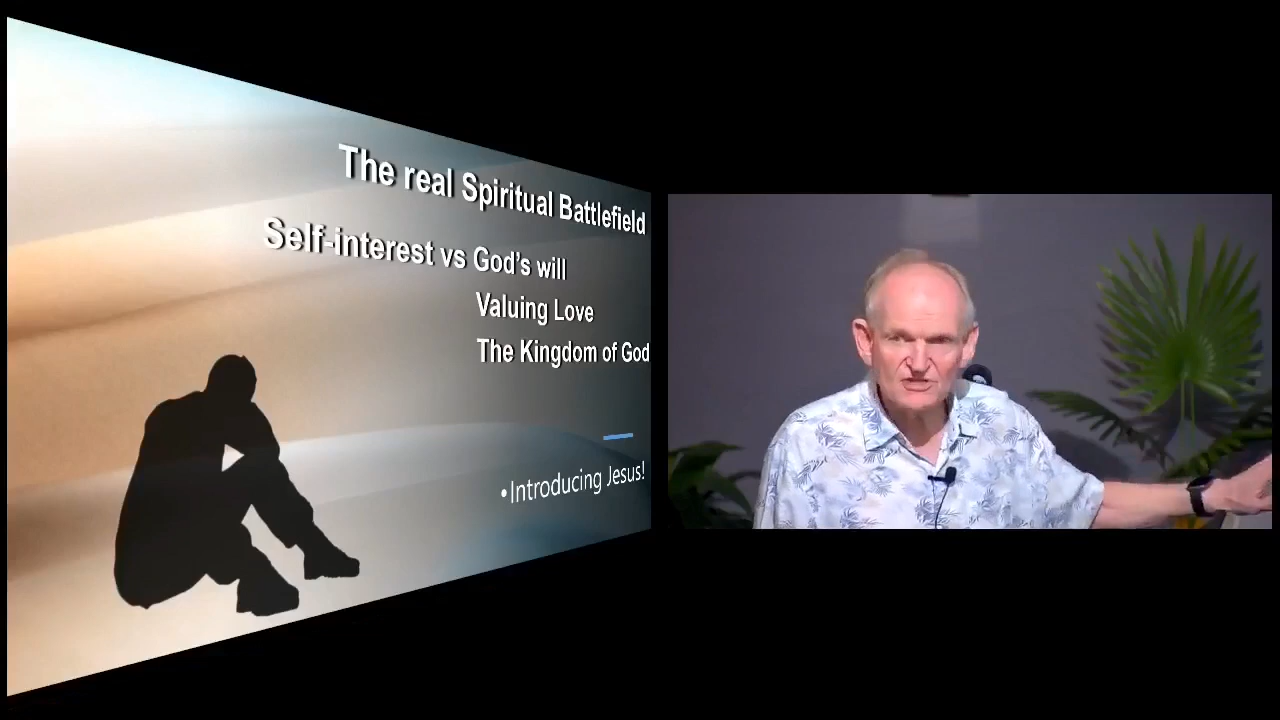 The real Spiritual Battlefield
Self-interest vs God's will
Valuing Love
The Kingdom of God
•Introducing Jesus!